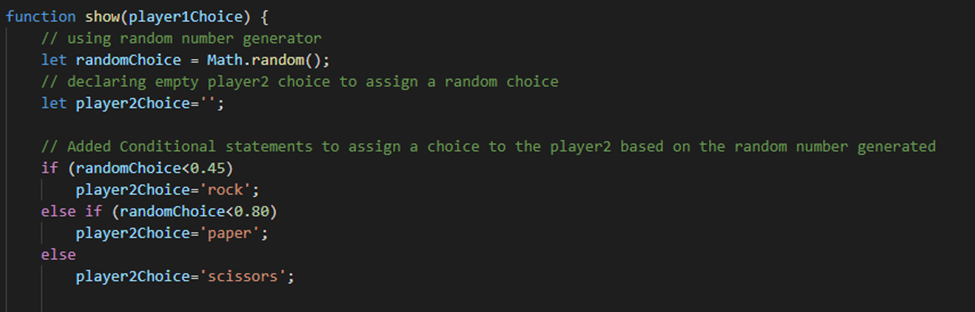 function show(player1Choice) {
// using random number generator
let randomChoice = Math.random();
// declaring empty player2 choice to assign a random choice
let player2Choice='';
// Added Conditional statements to assign a choice to the player2 based on the random number generated
if (randomChoice<0.45)
player2Choice='rock';
else if (randomChoice<0.80)
player2Choice='paper';
else
player2Choice='scissors';